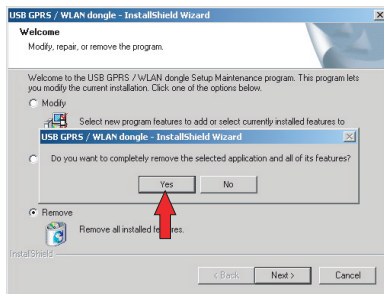 USB GPRS / WLAN dongle - InstallShield Wizard
Welcome
Modify, repair, or remove the program.
Welcome to the USB GPRS / WLAN dongle Setup Maintenance program. This program lets
you modify the current installation. Click one of the options below.
Modify
Select new program features to add or select currently installed features to
USB GPRS / WLAN dongle - InstallShield Wizard
Do you want to completely remove the selected application and all of its features?
Yes
No
Remove
Remove all installed features.
InstallShield
< Back
Next >
Cancel